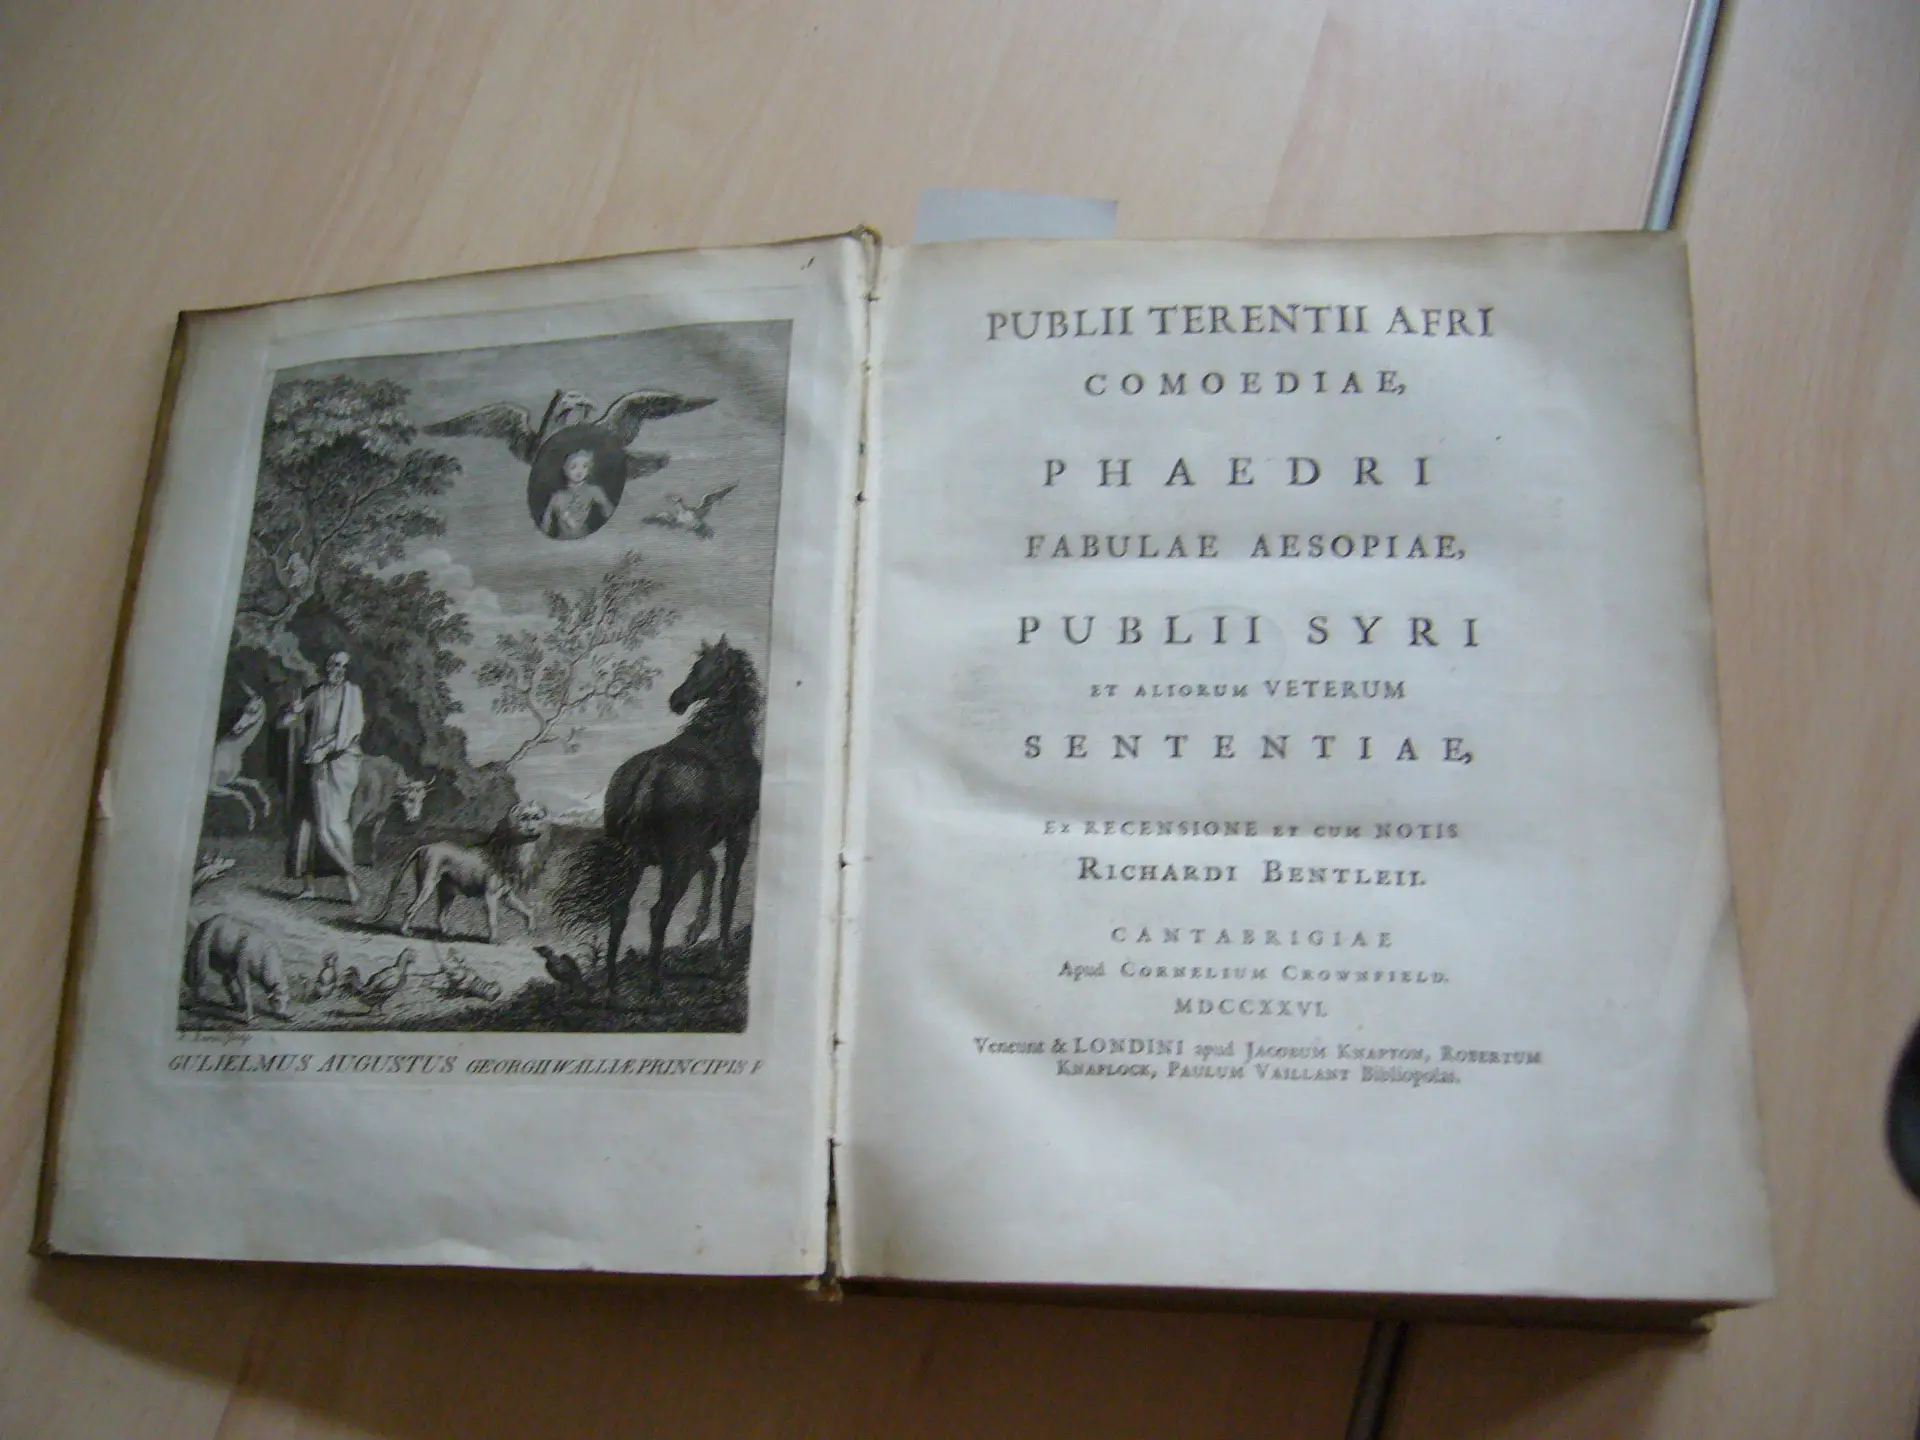 GULIELMUS AUGUSTUS GEORGII WALLIÆ PRINCIPIS F
PUBLII TERENTII AFRI
COMOEDIAE,
PHAEDRI
FABULAE AESOPIAE,
PUBLII SYRI
ET ALIORUM VETERUM
SENTENTIAE,
EX RECENSIONE ET CUM NOTIS
RICHARDI BENTLEII.
CANTABRIGIAE
Apud CORNELIUM CROWNFIELD.
MDCCXXVI.
Veneunt & LONDINI apud JACOBUM KNAPTON, ROBERTUM
KNAPLOCK, PAULUM VAILLANT Bibliopolas.